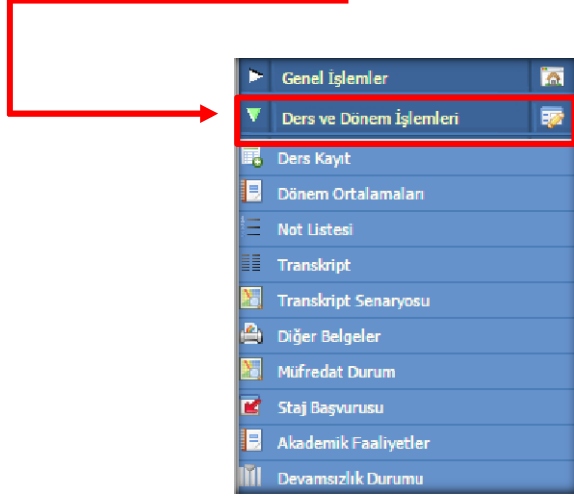 Genel İşlemler
Ders ve Dönem İşlemleri
Ders Kayıt
Dönem Ortalamaları
Not Listesi
Transkript
Transkript Senaryosu
Diğer Belgeler
Müfredat Durum
Staj Başvurusu
Akademik Faaliyetler
Devamsızlık Durumu